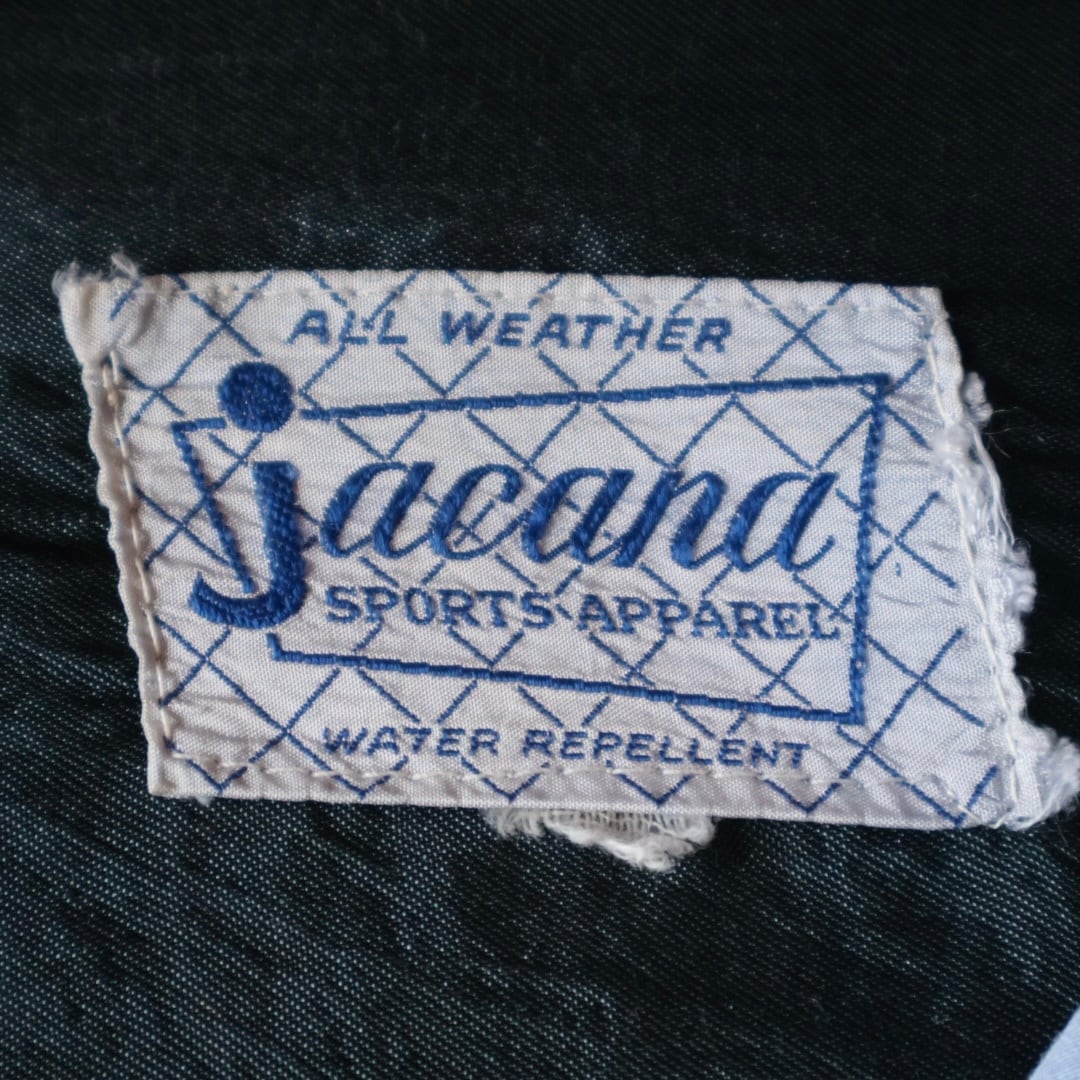 ALL WEATHER
jacana
SPORTS APPAREL
WATER REPELLENT